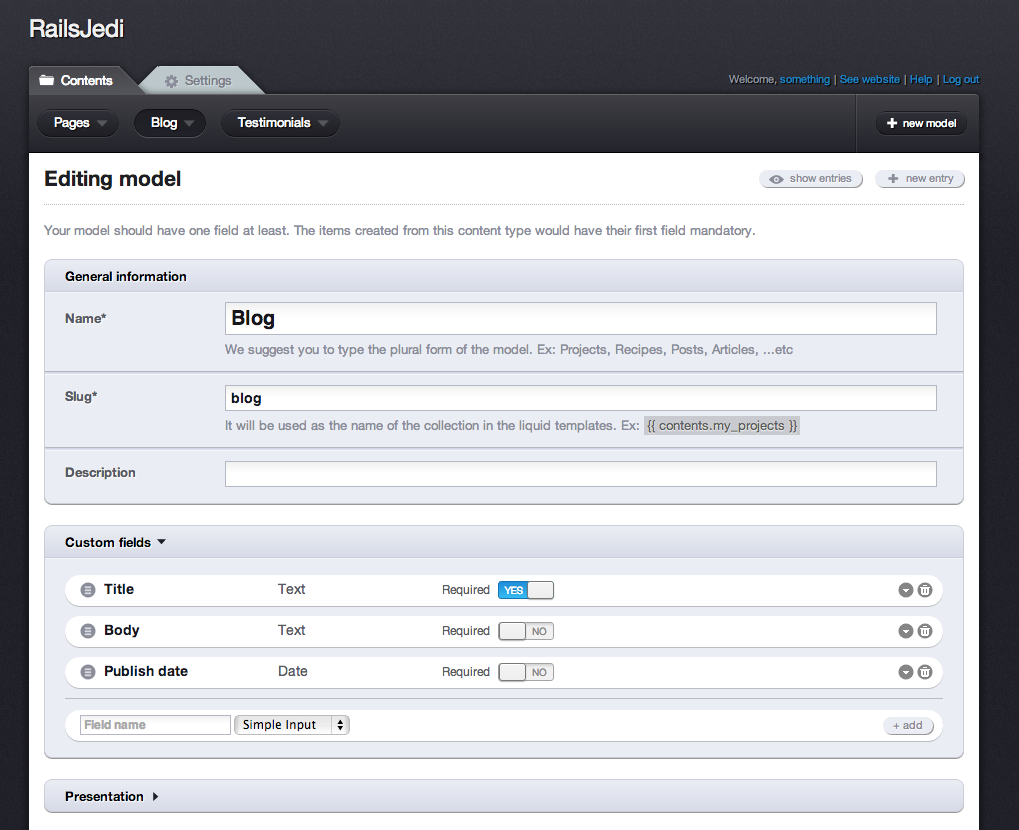 RailsJedi
Contents Settings
Welcome, something | See website | Help | Log out
Pages Blog Testimonials + new model
Editing model show entries + new entry
Your model should have one field at least. The items created from this content type would have their first field mandatory.
General information
Name* Blog
We suggest you to type the plural form of the model. Ex: Projects, Recipes, Posts, Articles, ...etc
Slug* blog
It will be used as the name of the collection in the liquid templates. Ex: {{ contents.my_projects }}
Description
Custom fields
Title Text Required YES
Body Text Required NO
Publish date Date Required NO
Field name Simple Input + add
Presentation